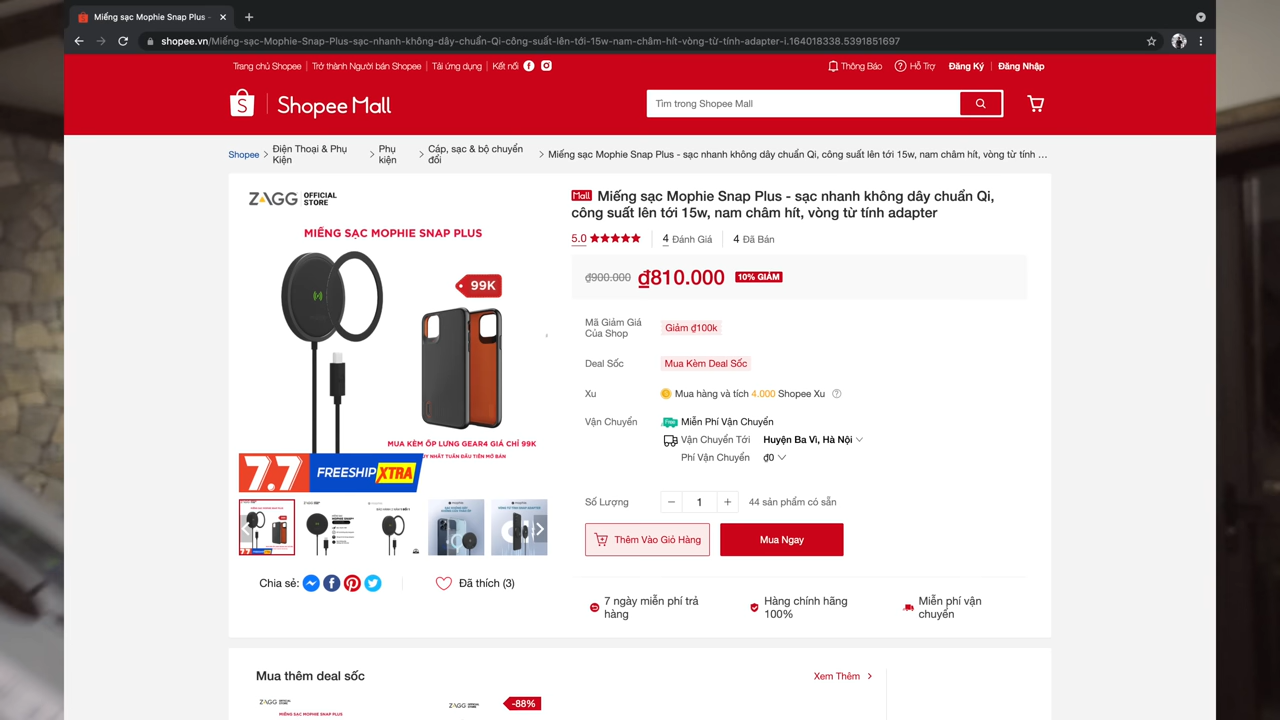 Miếng sạc Mophie Snap Plus -
shopee.vn/Miếng-sạc-Mophie-Snap-Plus-sạc-nhanh-không-dây-chuẩn-Qi-công-suất-lên-tới-15w-nam-châm-hít-vòng-từ-tính-adapter-i.164018338.5391851697
Trang chủ Shopee | Trở thành Người bán Shopee | Tải ứng dụng | Kết nối
Thông Báo Hỗ Trợ Đăng Ký | Đăng Nhập
Shopee Mall
Tìm trong Shopee Mall
Shopee > Điện Thoại & Phụ Kiện > Phụ kiện > Cáp, sạc & bộ chuyển đổi > Miếng sạc Mophie Snap Plus - sạc nhanh không dây chuẩn Qi, công suất lên tới 15w, nam châm hít, vòng từ tính ...
ZAGG OFFICIAL STORE
MIẾNG SẠC MOPHIE SNAP PLUS
99K
MUA KÈM ỐP LƯNG GEAR4 GIÁ CHỈ 99K
UY NHẤT TUẦN ĐẦU TIÊN MỞ BÁN
7.7 FREESHIP XTRA
Chia sẻ:
Đã thích (3)
Mall Miếng sạc Mophie Snap Plus - sạc nhanh không dây chuẩn Qi,
công suất lên tới 15w, nam châm hít, vòng từ tính adapter
5.0 4 Đánh Giá 4 Đã Bán
₫900.000 ₫810.000 10% GIẢM
Mã Giảm Giá
Của Shop
Giảm ₫100k
Deal Sốc Mua Kèm Deal Sốc
Xu Mua hàng và tích 4.000 Shopee Xu
Vận Chuyển Free Miễn Phí Vận Chuyển
Vận Chuyển Tới Huyện Ba Vì, Hà Nội
Phí Vận Chuyển ₫0
Số Lượng − 1 + 44 sản phẩm có sẵn
Thêm Vào Giỏ Hàng Mua Ngay
7 ngày miễn phí trả
hàng
Hàng chính hãng
100%
Miễn phí vận
chuyển
Mua thêm deal sốc
Xem Thêm >
ZAGG
MIẾNG SẠC MOPHIE SNAP PLUS
ZAGG
-88%